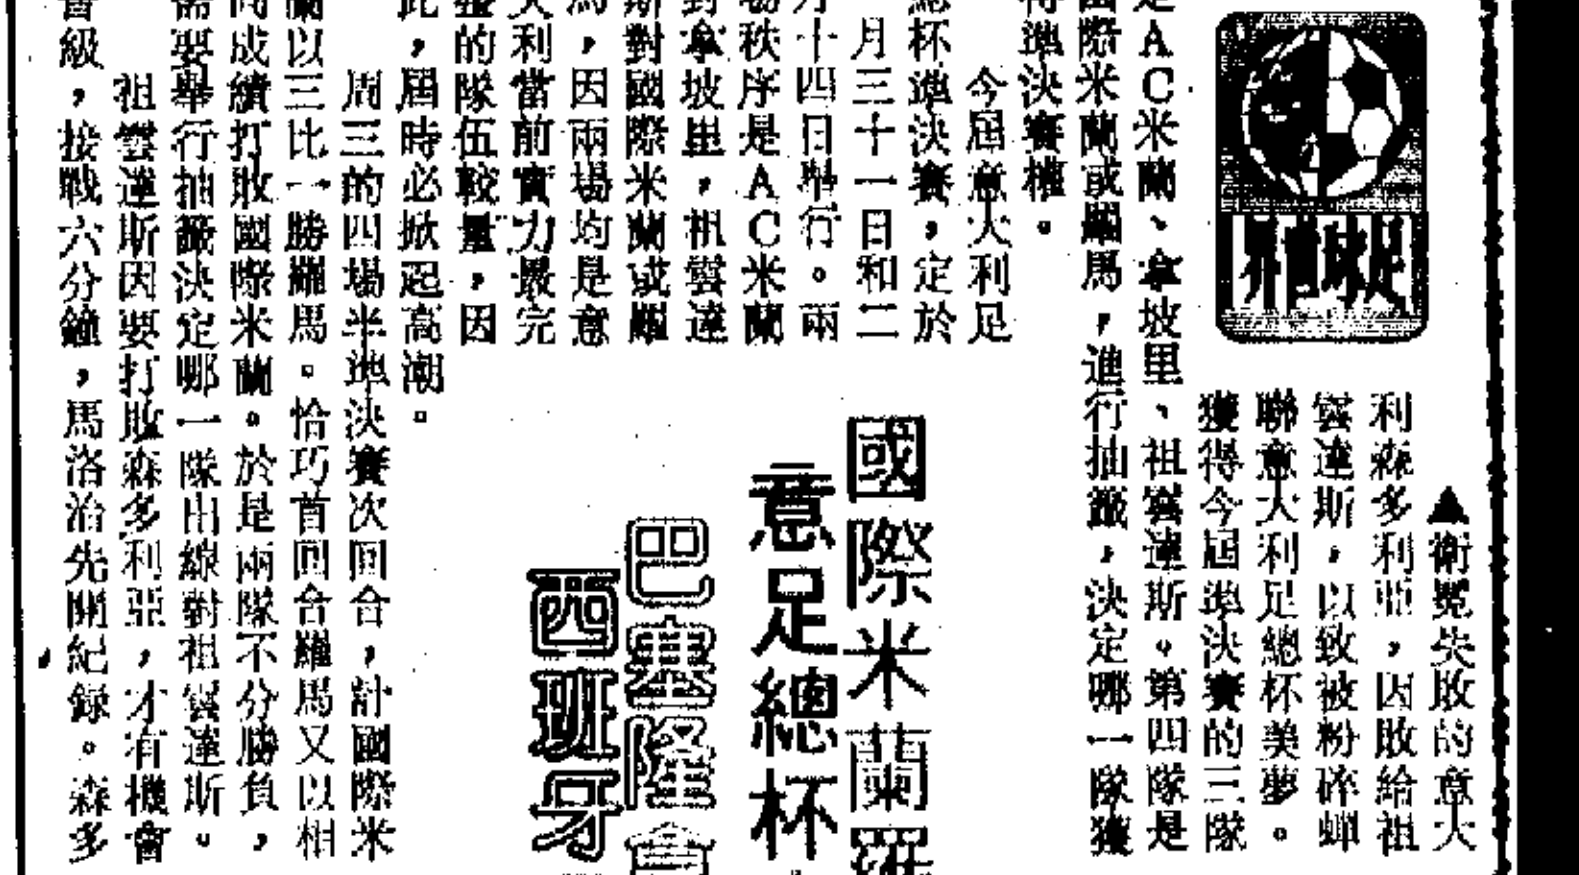 足球世界
▲衛冕失敗的意大
利森多利亞，因敗給祖
雲達斯，以致被粉碎蟬
聯意大利足總杯美夢。
獲得今屆準決賽的三隊
是AC米蘭、拿坡里、祖雲達斯。第四隊是
國際米蘭或羅馬，進行抽籤，決定哪一隊獲
得準決賽權。
今屆意大利足
總杯準決賽，定於
月三十一日和二
月十四日舉行。兩
場秩序是AC米蘭
對拿坡里，祖雲達
斯對國際米蘭或羅
馬，因兩場均是意
大利當前實力最完
整的隊伍較量，因
此，屆時必掀起高潮。
國際米蘭羅
意足總杯
巴塞隆
西班牙
周三的四場半準決賽次回合，計國際米
蘭以三比一勝羅馬。恰巧首回合羅馬又以相
同成績打敗國際米蘭。於是兩隊不分勝負，
需要舉行抽籤決定哪一隊出線對祖雲達斯。
祖雲達斯因要打敗森多利亞，才有機會
晉級，接戰六分鐘，馬洛治先開紀錄。森多